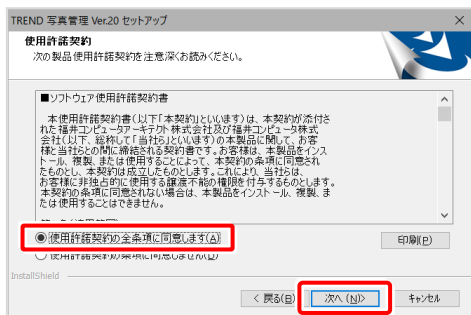 TREND 写真管理 Ver.20 セットアップ
使用許諾契約
次の製品使用許諾契約を注意深くお読みください。
■ソフトウェア使用許諾契約書
本使用許諾契約書(以下「本契約」といいます)は、本契約が添付さ
れた福井コンピュータアーキテクト株式会社及び福井コンピュータ株式
会社(以下、総称して「当社ら」といいます)の本製品に関して、お客
様と当社らとの間に締結される契約書です。お客様は、本製品をインス
トール、複製、または使用することによって、本契約の条項に同意され
たものとし、本契約は成立したものとします。これにより、当社らは、
お客様に非独占的に使用する譲渡不能の権限を付与するものとします。
本契約の条項に同意されない場合は、本製品をインストール、複製、ま
たは使用することはできません。
使用許諾契約の全条項に同意します(A)
印刷(P)
使用許諾契約の条項に同意しません(D)
InstallShield
< 戻る(B)
次へ (N)>
キャンセル